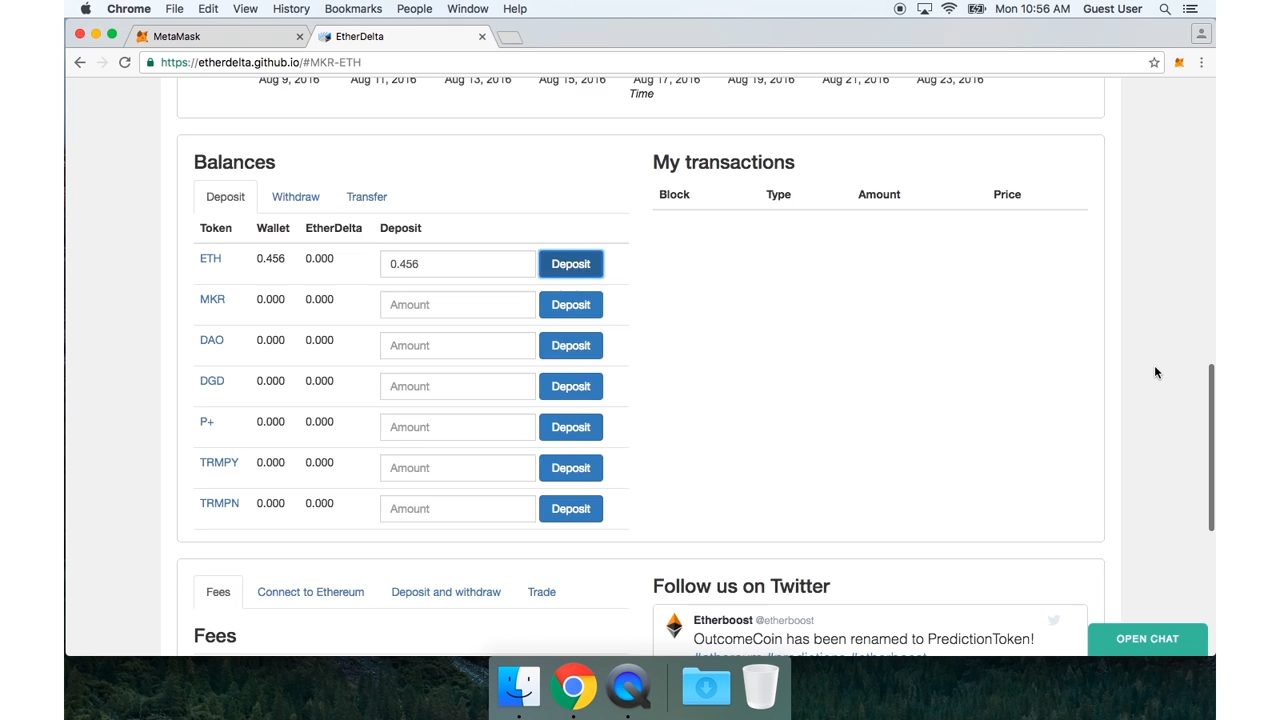 Chrome File Edit View History Bookmarks People Window Help Mon 10:56 AM Guest User
MetaMask × EtherDelta ×
https://etherdelta.github.io/#MKR-ETH
Aug 9, 2016 Aug 11, 2016 Aug 13, 2016 Aug 15, 2016 Aug 17, 2016 Aug 19, 2016 Aug 21, 2016 Aug 23, 2016
Time
Balances
Deposit Withdraw Transfer
Token Wallet EtherDelta Deposit
ETH 0.456 0.000 0.456 Deposit
MKR 0.000 0.000 Amount Deposit
DAO 0.000 0.000 Amount Deposit
DGD 0.000 0.000 Amount Deposit
P+ 0.000 0.000 Amount Deposit
TRMPY 0.000 0.000 Amount Deposit
TRMPN 0.000 0.000 Amount Deposit
My transactions
Block Type Amount Price
Fees Connect to Ethereum Deposit and withdraw Trade
Fees
Follow us on Twitter
Etherboost @etherboost
OutcomeCoin has been renamed to PredictionToken!
#ethereum #predictions #etherboost
OPEN CHAT